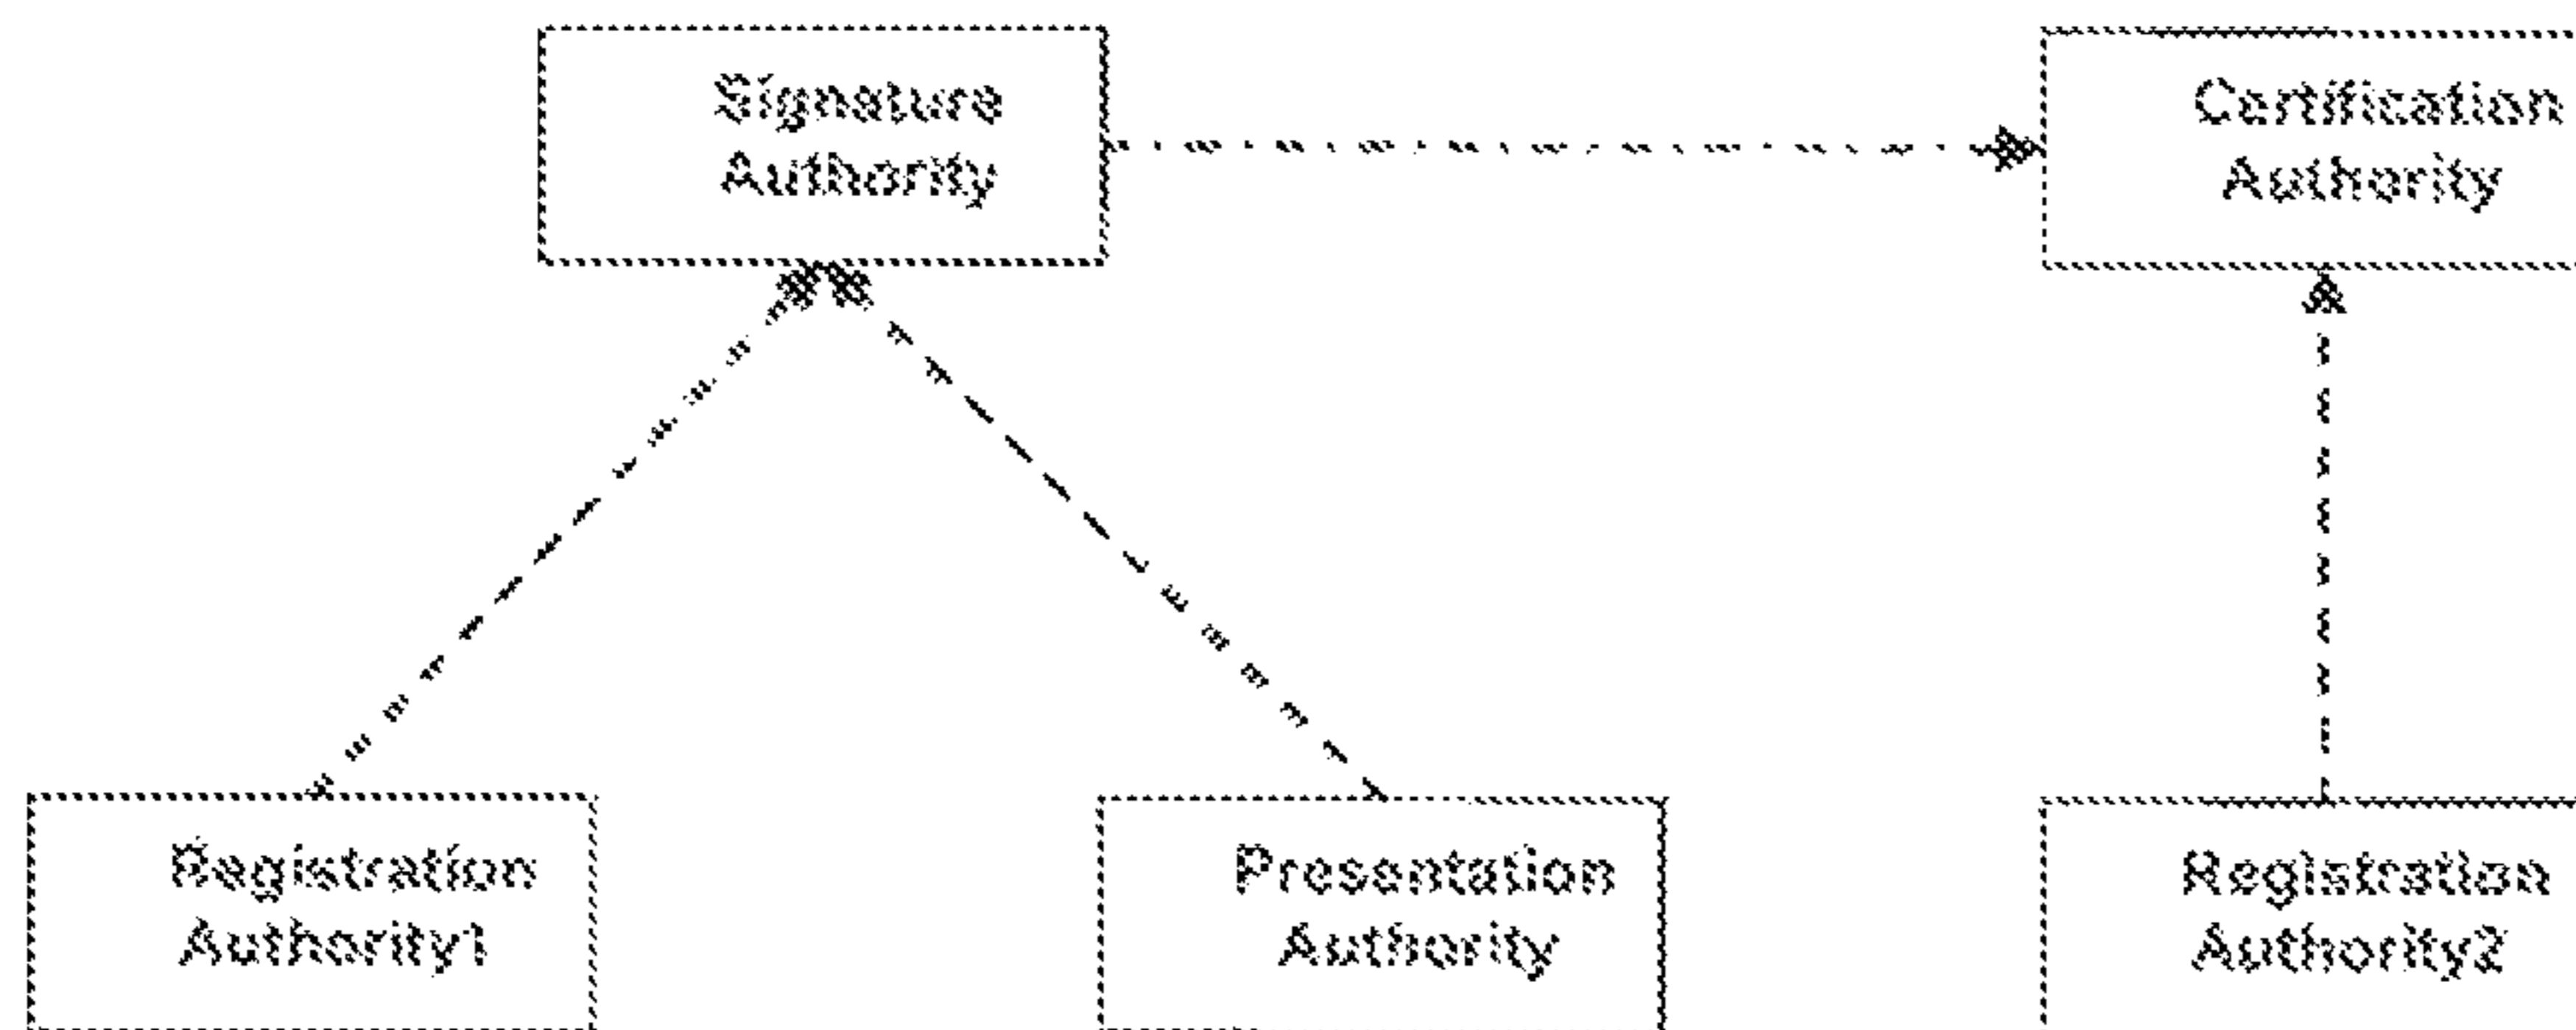 Signature
Authority
Certification
Authority
Registration
Authority1
Presentation
Authority
Registration
Authority2